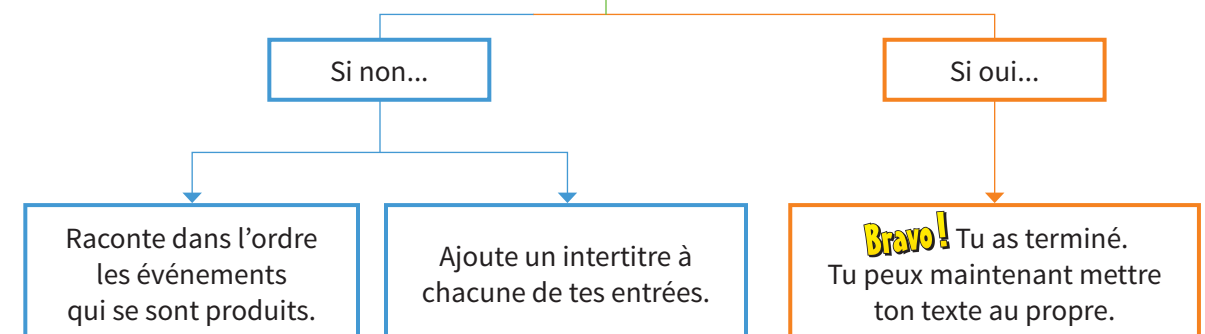 Si non...
Si oui...
Raconte dans l’ordre
les événements
qui se sont produits.
Ajoute un intertitre à
chacune de tes entrées.
Bravo! Tu as terminé.
Tu peux maintenant mettre
ton texte au propre.